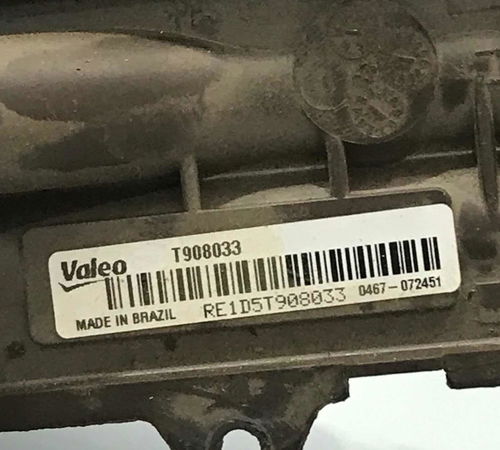 Valeo T908033
MADE IN BRAZIL RE1D5T908033 0467-072451